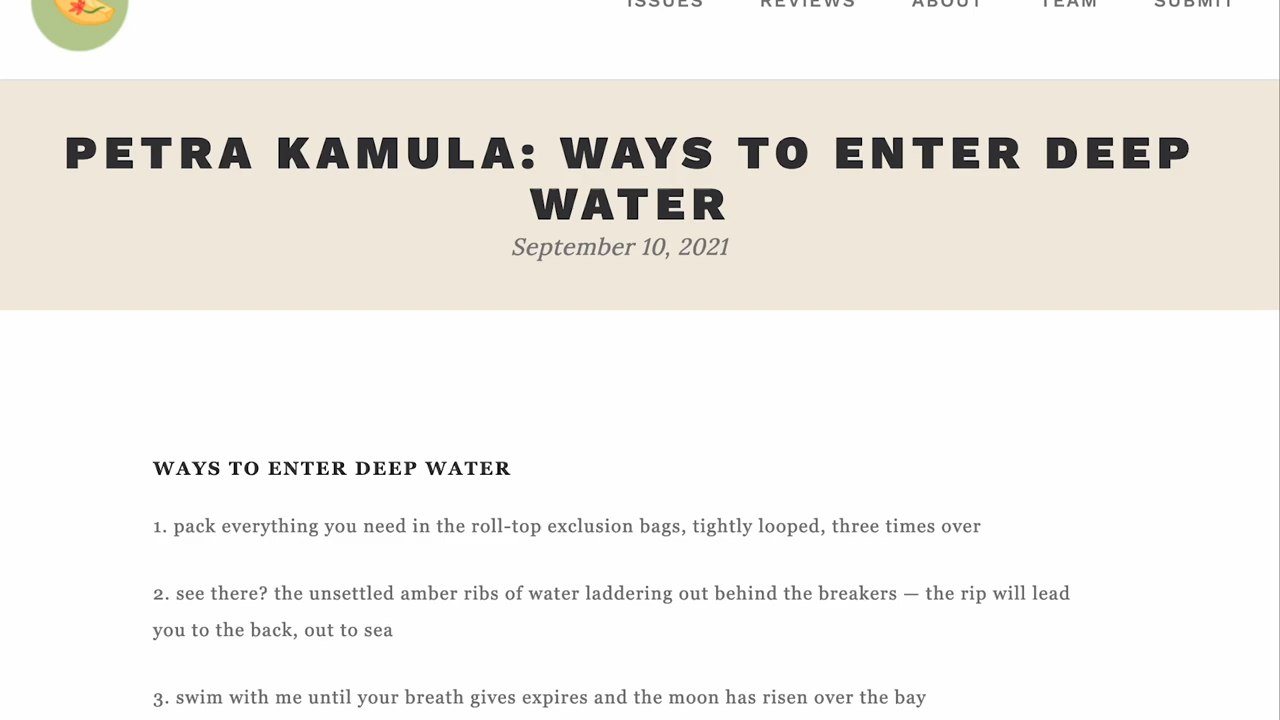 ISSUES REVIEWS ABOUT TEAM SUBMIT
PETRA KAMULA: WAYS TO ENTER DEEP
WATER
September 10, 2021
WAYS TO ENTER DEEP WATER
1. pack everything you need in the roll-top exclusion bags, tightly looped, three times over
2. see there? the unsettled amber ribs of water laddering out behind the breakers — the rip will lead
you to the back, out to sea
3. swim with me until your breath gives expires and the moon has risen over the bay